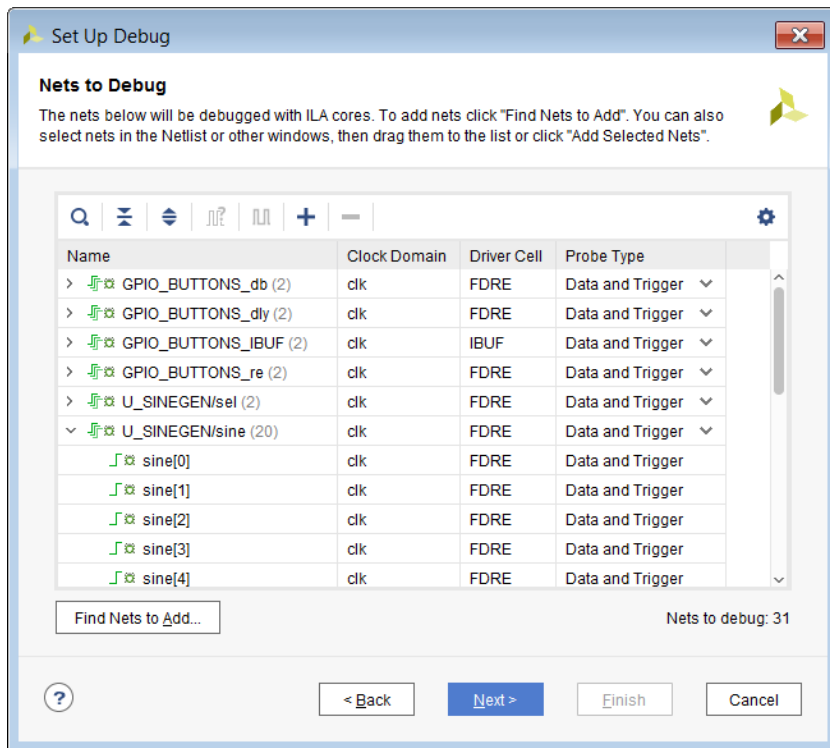 Set Up Debug
Nets to Debug
The nets below will be debugged with ILA cores. To add nets click "Find Nets to Add". You can also
select nets in the Netlist or other windows, then drag them to the list or click "Add Selected Nets".
Name Clock Domain Driver Cell Probe Type
GPIO_BUTTONS_db (2) clk FDRE Data and Trigger
GPIO_BUTTONS_dly (2) clk FDRE Data and Trigger
GPIO_BUTTONS_IBUF (2) clk IBUF Data and Trigger
GPIO_BUTTONS_re (2) clk FDRE Data and Trigger
U_SINEGEN/sel (2) clk FDRE Data and Trigger
U_SINEGEN/sine (20) clk FDRE Data and Trigger
sine[0] clk FDRE Data and Trigger
sine[1] clk FDRE Data and Trigger
sine[2] clk FDRE Data and Trigger
sine[3] clk FDRE Data and Trigger
sine[4] clk FDRE Data and Trigger
Find Nets to Add... Nets to debug: 31
? < Back Next > Finish Cancel